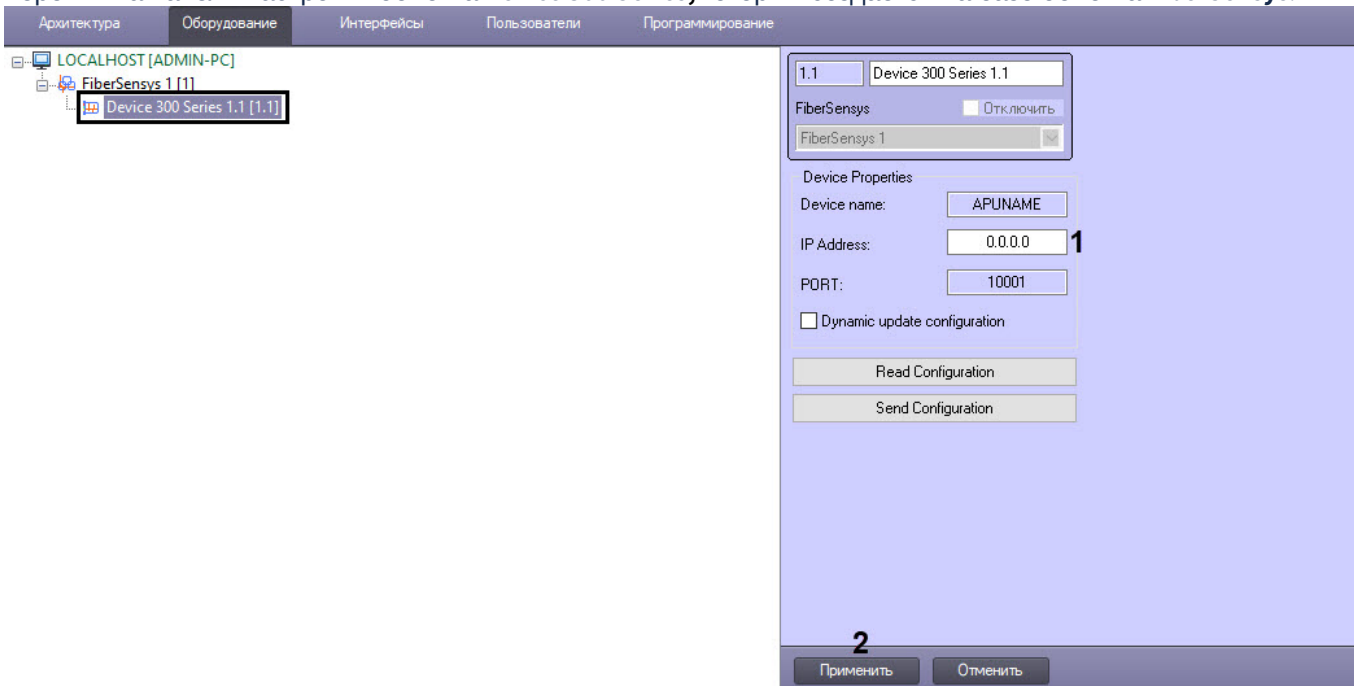 Архитектура Оборудование Интерфейсы Пользователи Программирование
LOCALHOST [ADMIN-PC]
FiberSensys 1 [1]
Device 300 Series 1.1 [1.1]
1.1 Device 300 Series 1.1
FiberSensys Отключить
FiberSensys 1
Device Properties
Device name: APUNAME
IP Address: 0.0.0.0 1
PORT: 10001
Dynamic update configuration
Read Configuration
Send Configuration
2
Применить Отменить